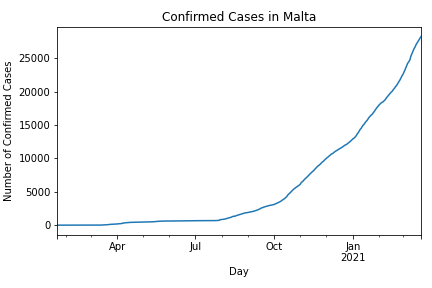 Confirmed Cases in Malta
Number of Confirmed Cases
25000
20000
15000
10000
5000
0
Apr
Jul
Oct
Jan
2021
Day